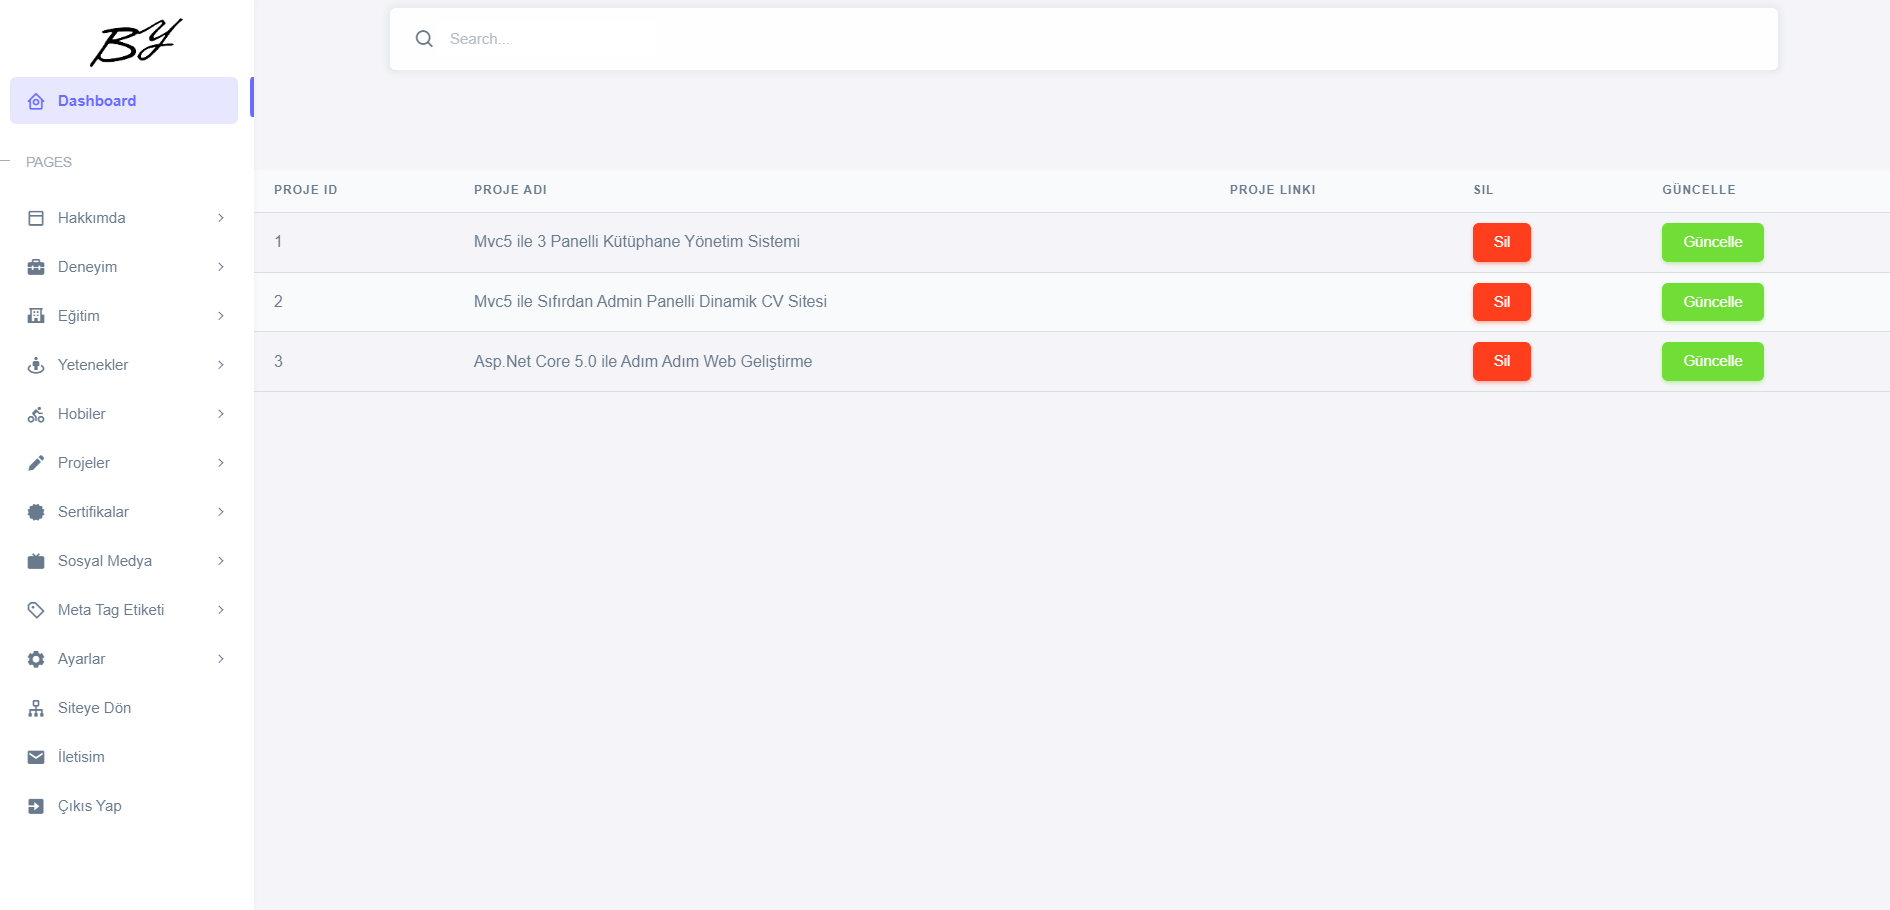 BY
Search...
Dashboard
PAGES
Hakkımda
Deneyim
Eğitim
Yetenekler
Hobiler
Projeler
Sertifikalar
Sosyal Medya
Meta Tag Etiketi
Ayarlar
Siteye Dön
İletisim
Çıkıs Yap
PROJE ID PROJE ADI PROJE LINKI SIL GÜNCELLE
1 Mvc5 ile 3 Panelli Kütüphane Yönetim Sistemi Sil Güncelle
2 Mvc5 ile Sıfırdan Admin Panelli Dinamik CV Sitesi Sil Güncelle
3 Asp.Net Core 5.0 ile Adım Adım Web Geliştirme Sil Güncelle